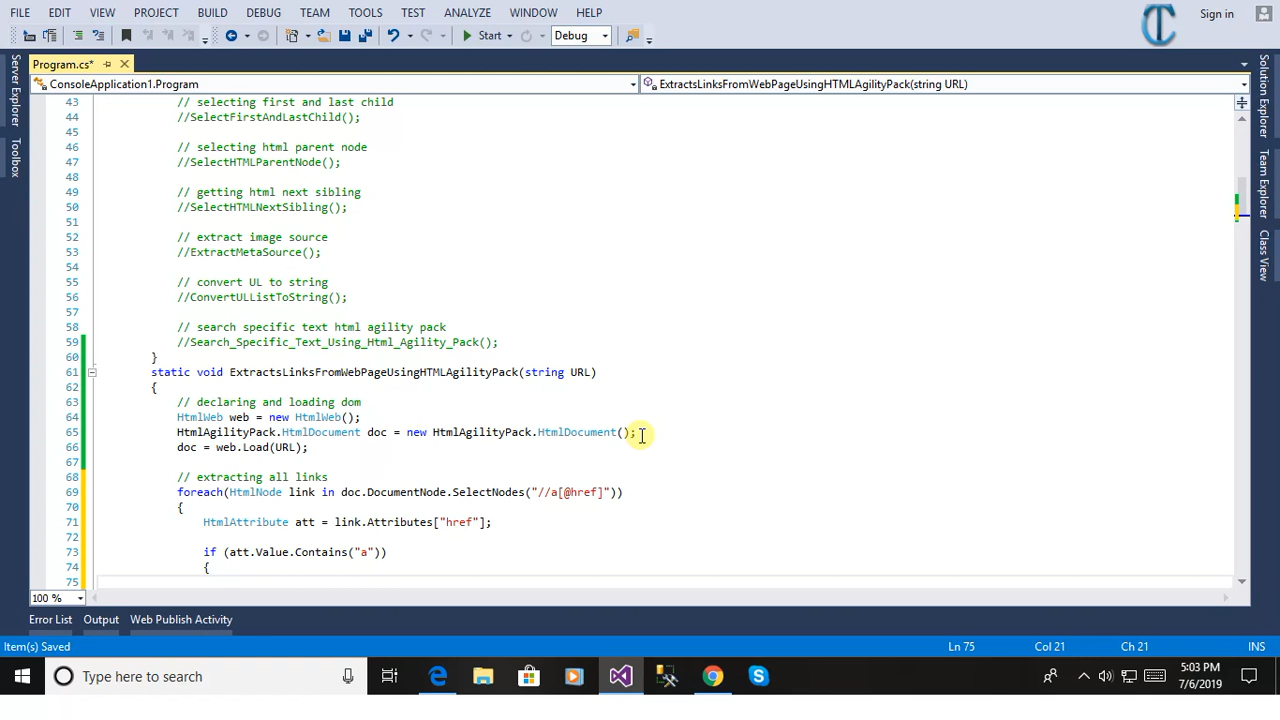 FILE EDIT VIEW PROJECT BUILD DEBUG TEAM TOOLS TEST ANALYZE WINDOW HELP Sign in
Start Debug
Program.cs*
ConsoleApplication1.Program ExtractsLinksFromWebPageUsingHTMLAgilityPack(string URL)
Server Explorer
Toolbox
Solution Explorer
Team Explorer
Class View
43 // selecting first and last child
44 //SelectFirstAndLastChild();
45
46 // selecting html parent node
47 //SelectHTMLParentNode();
48
49 // getting html next sibling
50 //SelectHTMLNextSibling();
51
52 // extract image source
53 //ExtractMetaSource();
54
55 // convert UL to string
56 //ConvertULListToString();
57
58 // search specific text html agility pack
59 //Search_Specific_Text_Using_Html_Agility_Pack();
60 }
61 static void ExtractsLinksFromWebPageUsingHTMLAgilityPack(string URL)
62 {
63 // declaring and loading dom
64 HtmlWeb web = new HtmlWeb();
65 HtmlAgilityPack.HtmlDocument doc = new HtmlAgilityPack.HtmlDocument();
66 doc = web.Load(URL);
67
68 // extracting all links
69 foreach(HtmlNode link in doc.DocumentNode.SelectNodes("//a[@href]"))
70 {
71 HtmlAttribute att = link.Attributes["href"];
72
73 if (att.Value.Contains("a"))
74 {
75
100 %
Error List Output Web Publish Activity
Item(s) Saved Ln 75 Col 21 Ch 21 INS
Type here to search
5:03 PM
7/6/2019